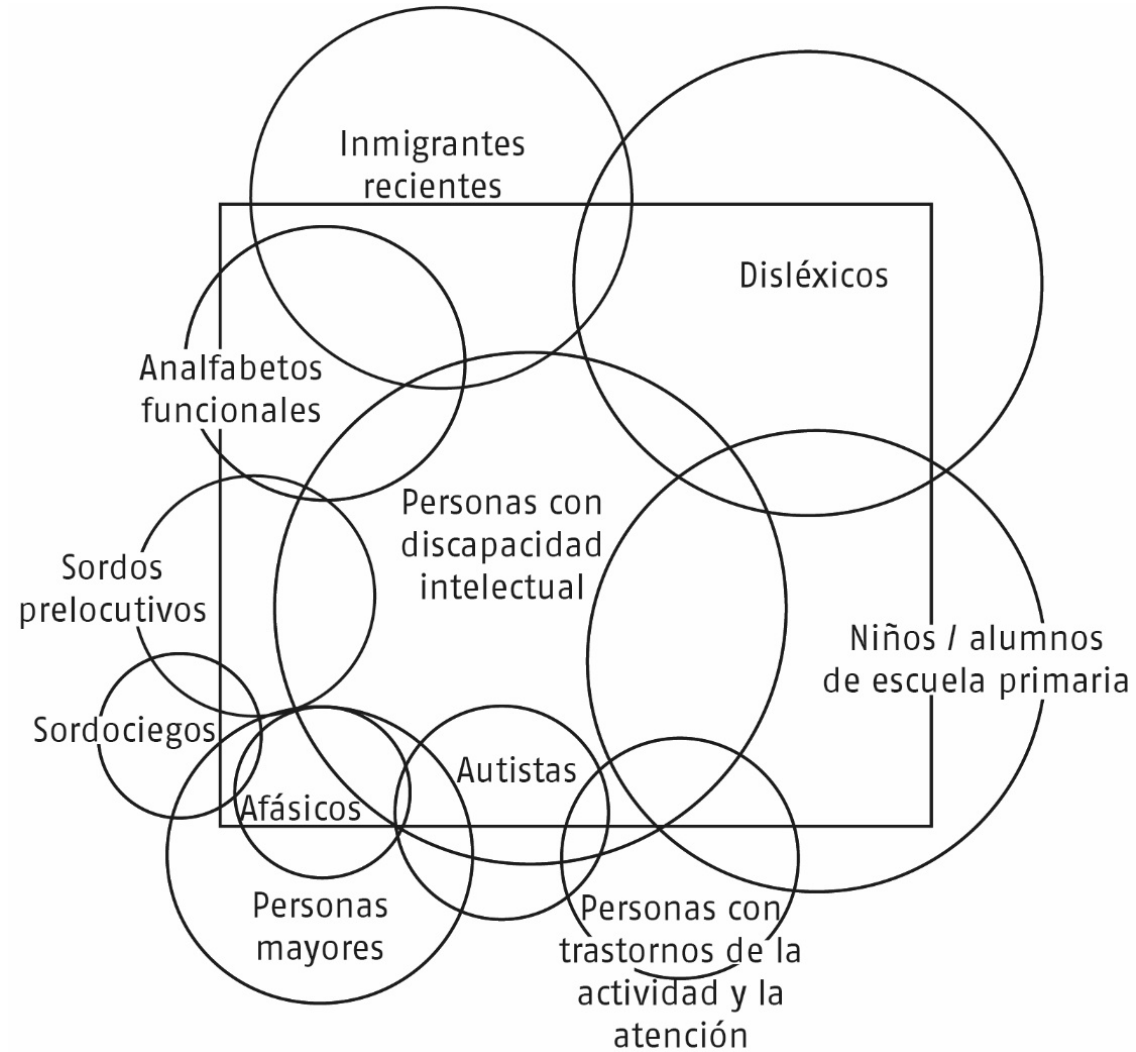 Inmigrantes
recientes
Disléxicos
Analfabetos
funcionales
Personas con
discapacidad
intelectual
Sordos
prelocutivos
Niños / alumnos
de escuela primaria
Sordociegos
Autistas
Afásicos
Personas
mayores
Personas con
trastornos de la
actividad y la
atención